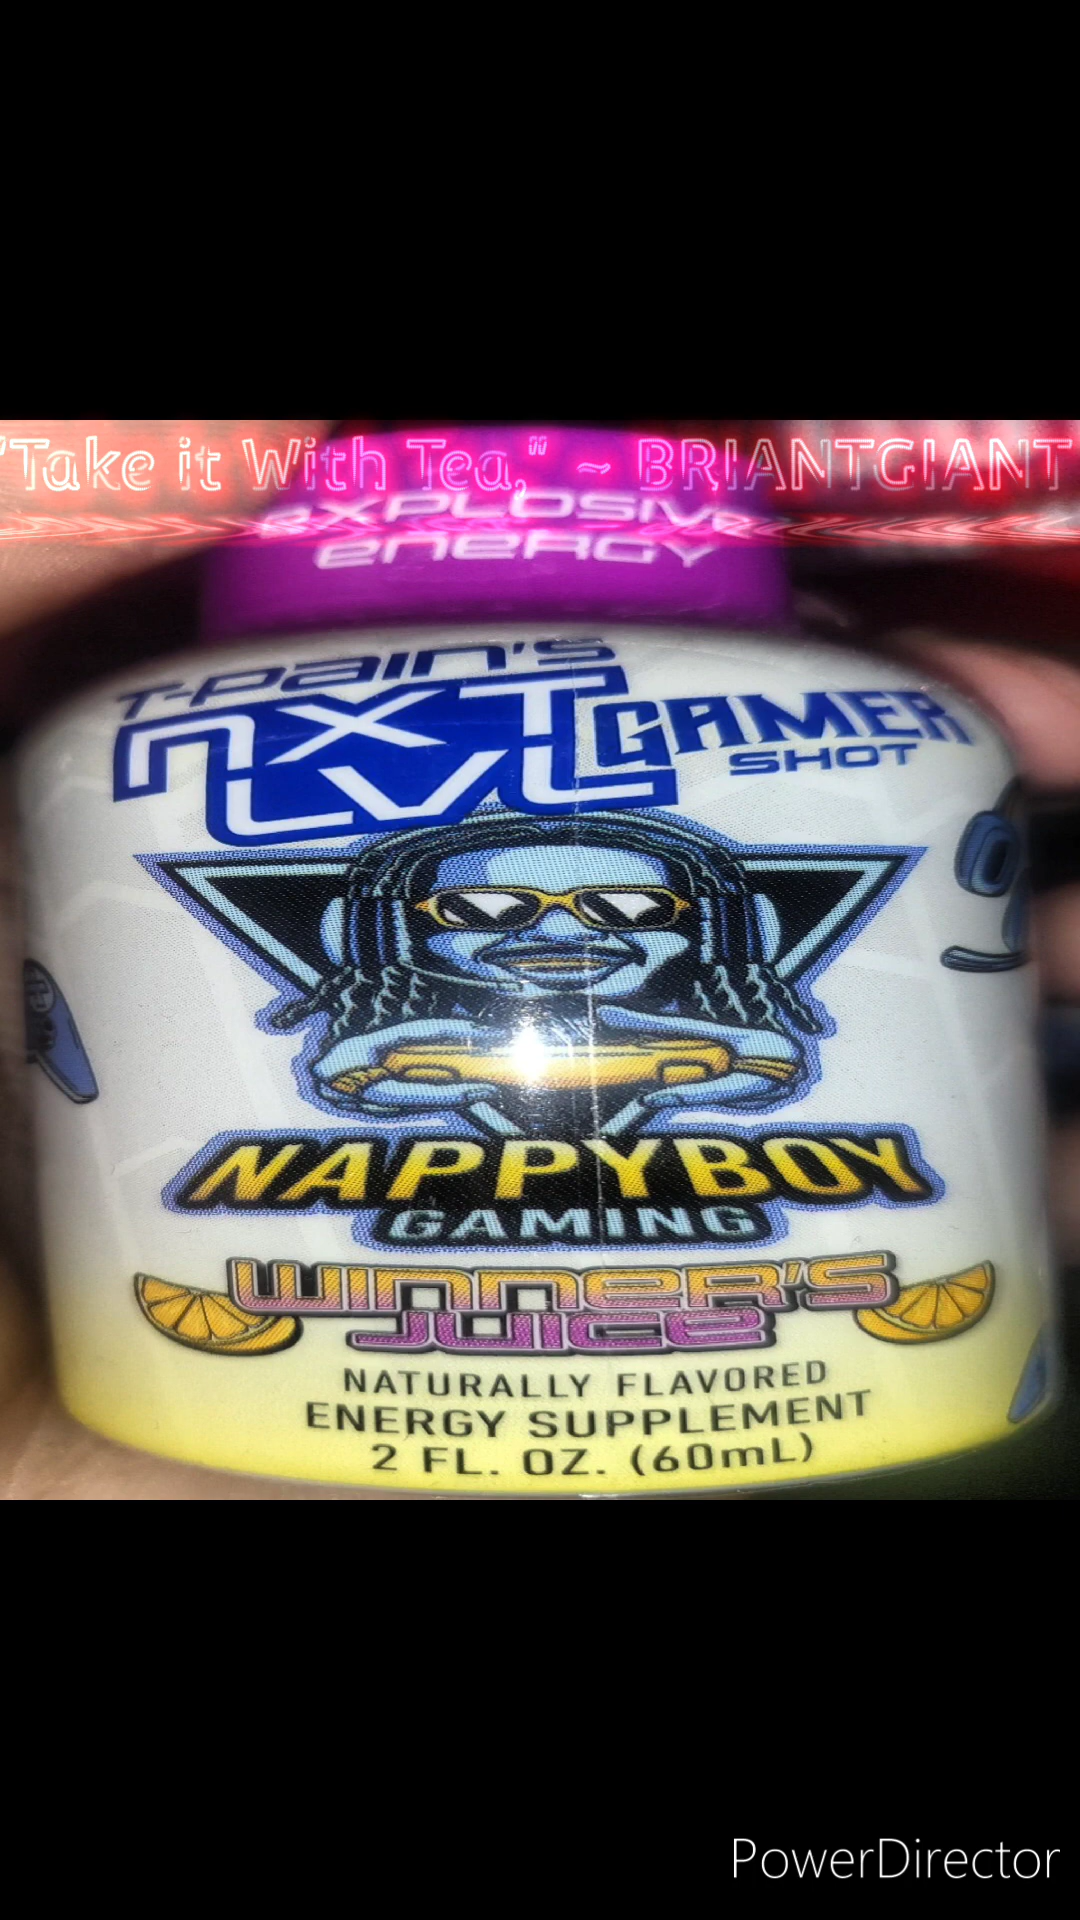 "Take it With Tea," ~ BRIANTGIANT
EXPLOSIVE
ENERGY
T-PAIN'S
NXT GAMER
LVL SHOT
NAPPYBOY
GAMING
WINNER'S
JUICE
NATURALLY FLAVORED
ENERGY SUPPLEMENT
2 FL. OZ. (60mL)
PowerDirector